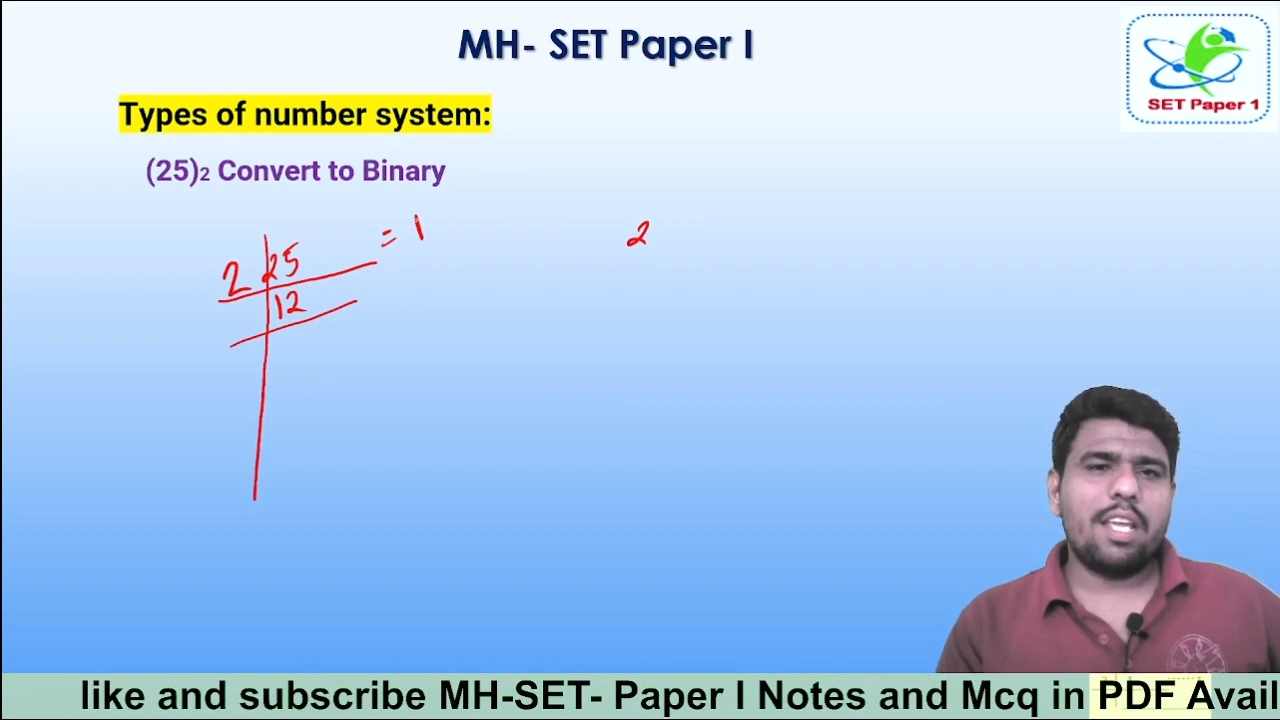 MH- SET Paper I
SET Paper 1
Types of number system:
(25)2 Convert to Binary
2 25 = 1
12
2
like and subscribe MH-SET- Paper I Notes and Mcq in PDF Avail